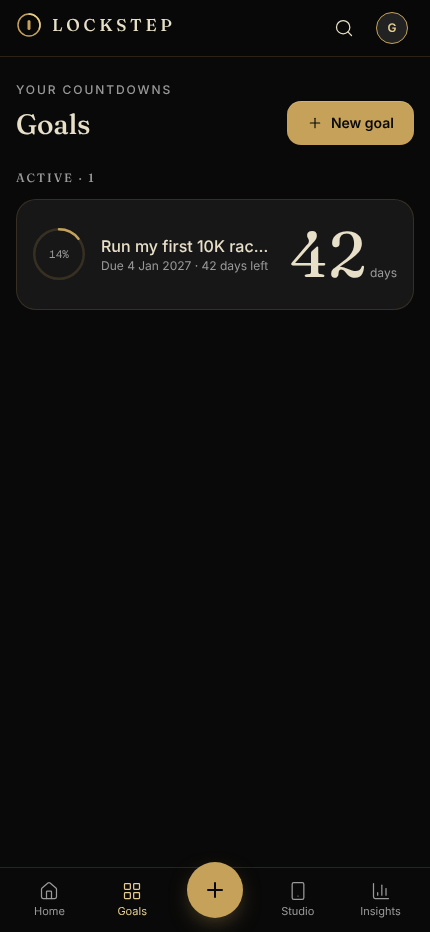 LOCKSTEP
G
YOUR COUNTDOWNS
Goals
New goal
ACTIVE · 1
14%
Run my first 10K rac...
Due 4 Jan 2027 · 42 days left
42 days
Home
Goals
Studio
Insights